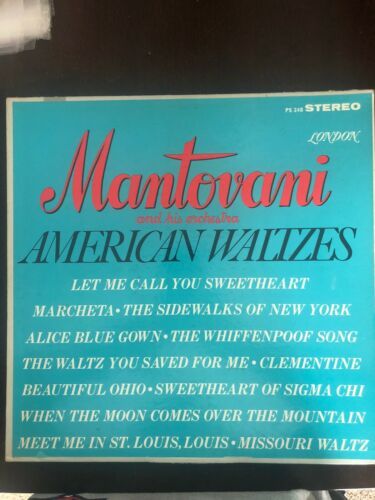 PS 248 STEREO
LONDON
Mantovani
and his orchestra
AMERICAN WALTZES
LET ME CALL YOU SWEETHEART
MARCHETA • THE SIDEWALKS OF NEW YORK
ALICE BLUE GOWN • THE WHIFFENPOOF SONG
THE WALTZ YOU SAVED FOR ME • CLEMENTINE
BEAUTIFUL OHIO • SWEETHEART OF SIGMA CHI
WHEN THE MOON COMES OVER THE MOUNTAIN
MEET ME IN ST. LOUIS, LOUIS • MISSOURI WALTZ